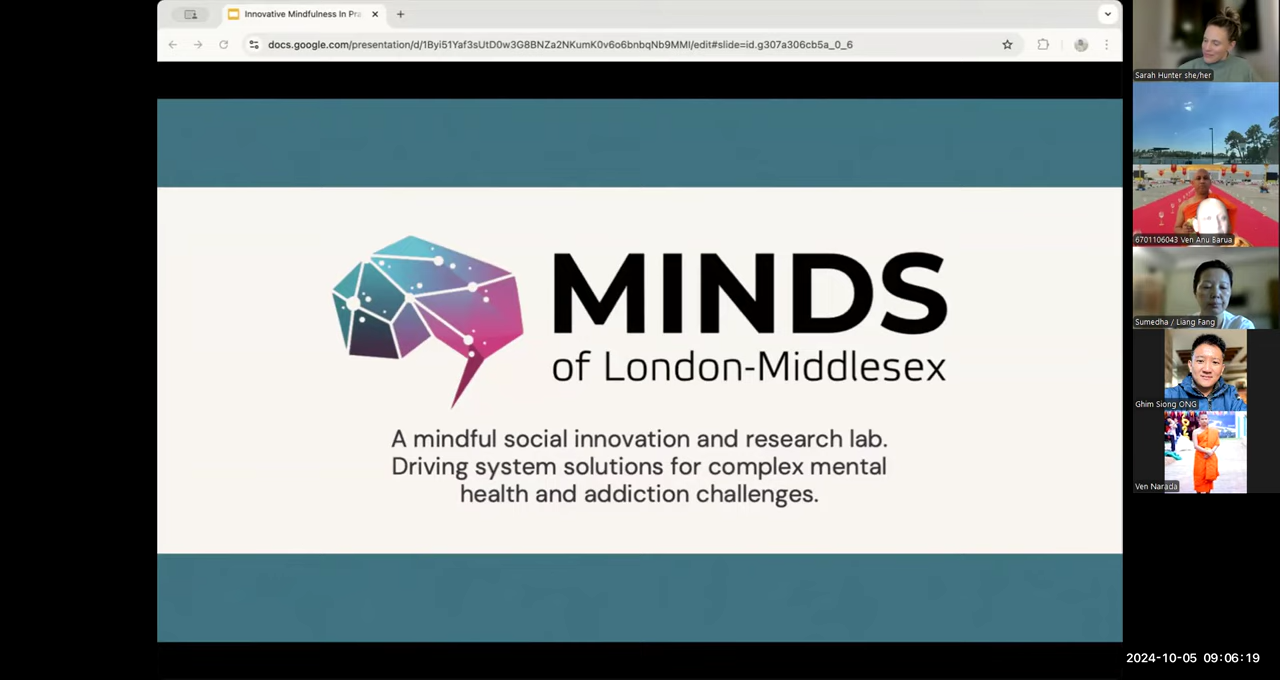 Innovative Mindfulness In Pra
docs.google.com/presentation/d/1Byi51Yaf3sUtD0w3G8BNZa2NKumK0v6o6bnbqNb9MMI/edit#slide=id.g307a306cb5a_0_6
MINDS
of London-Middlesex
A mindful social innovation and research lab.
Driving system solutions for complex mental
health and addiction challenges.
Sarah Hunter she/her
6701106043 Ven Anu Barua
Sumedha / Liang Fang
Ghim Siong ONG
Ven Narada
2024-10-05 09:06:19